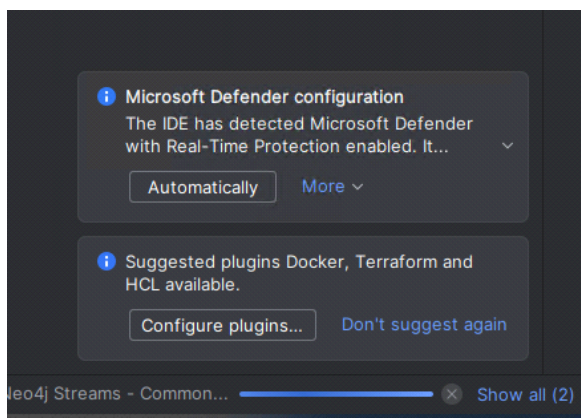 Microsoft Defender configuration
The IDE has detected Microsoft Defender
with Real-Time Protection enabled. It...
Automatically More
Suggested plugins Docker, Terraform and
HCL available.
Configure plugins... Don't suggest again
Neo4j Streams - Common... Show all (2)